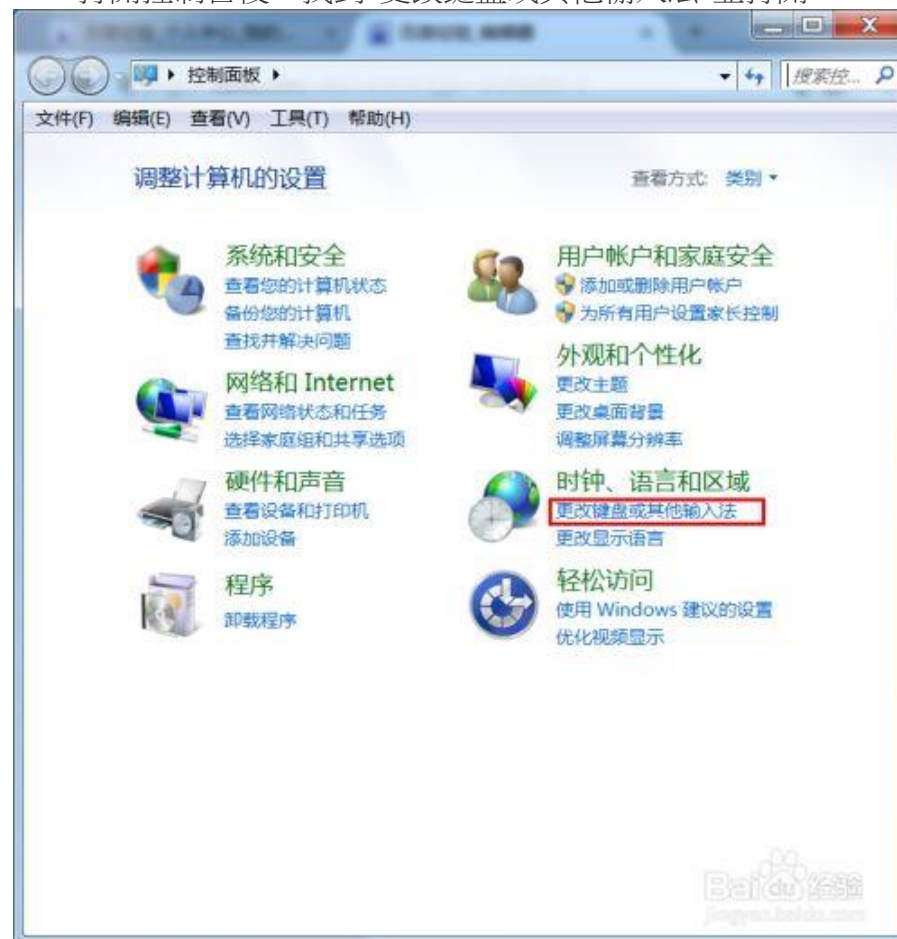 控制面板
搜索控...
文件(F) 编辑(E) 查看(V) 工具(T) 帮助(H)
调整计算机的设置
查看方式: 类别
系统和安全
查看您的计算机状态
备份您的计算机
查找并解决问题
网络和 Internet
查看网络状态和任务
选择家庭组和共享选项
硬件和声音
查看设备和打印机
添加设备
程序
卸载程序
用户帐户和家庭安全
添加或删除用户帐户
为所有用户设置家长控制
外观和个性化
更改主题
更改桌面背景
调整屏幕分辨率
时钟、语言和区域
更改键盘或其他输入法
更改显示语言
轻松访问
使用 Windows 建议的设置
优化视频显示
Baidu 经验
jingyan.baidu.com